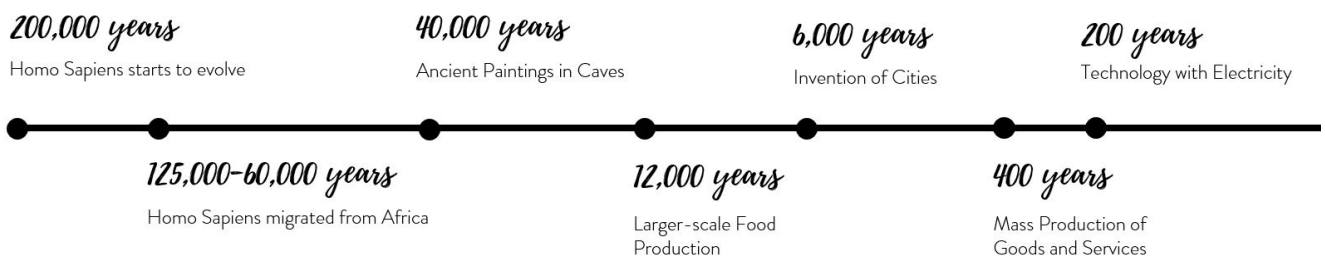 200,000 years
Homo Sapiens starts to evolve
125,000-60,000 years
Homo Sapiens migrated from Africa
40,000 years
Ancient Paintings in Caves
12,000 years
Larger-scale Food
Production
6,000 years
Invention of Cities
400 years
Mass Production of
Goods and Services
200 years
Technology with Electricity